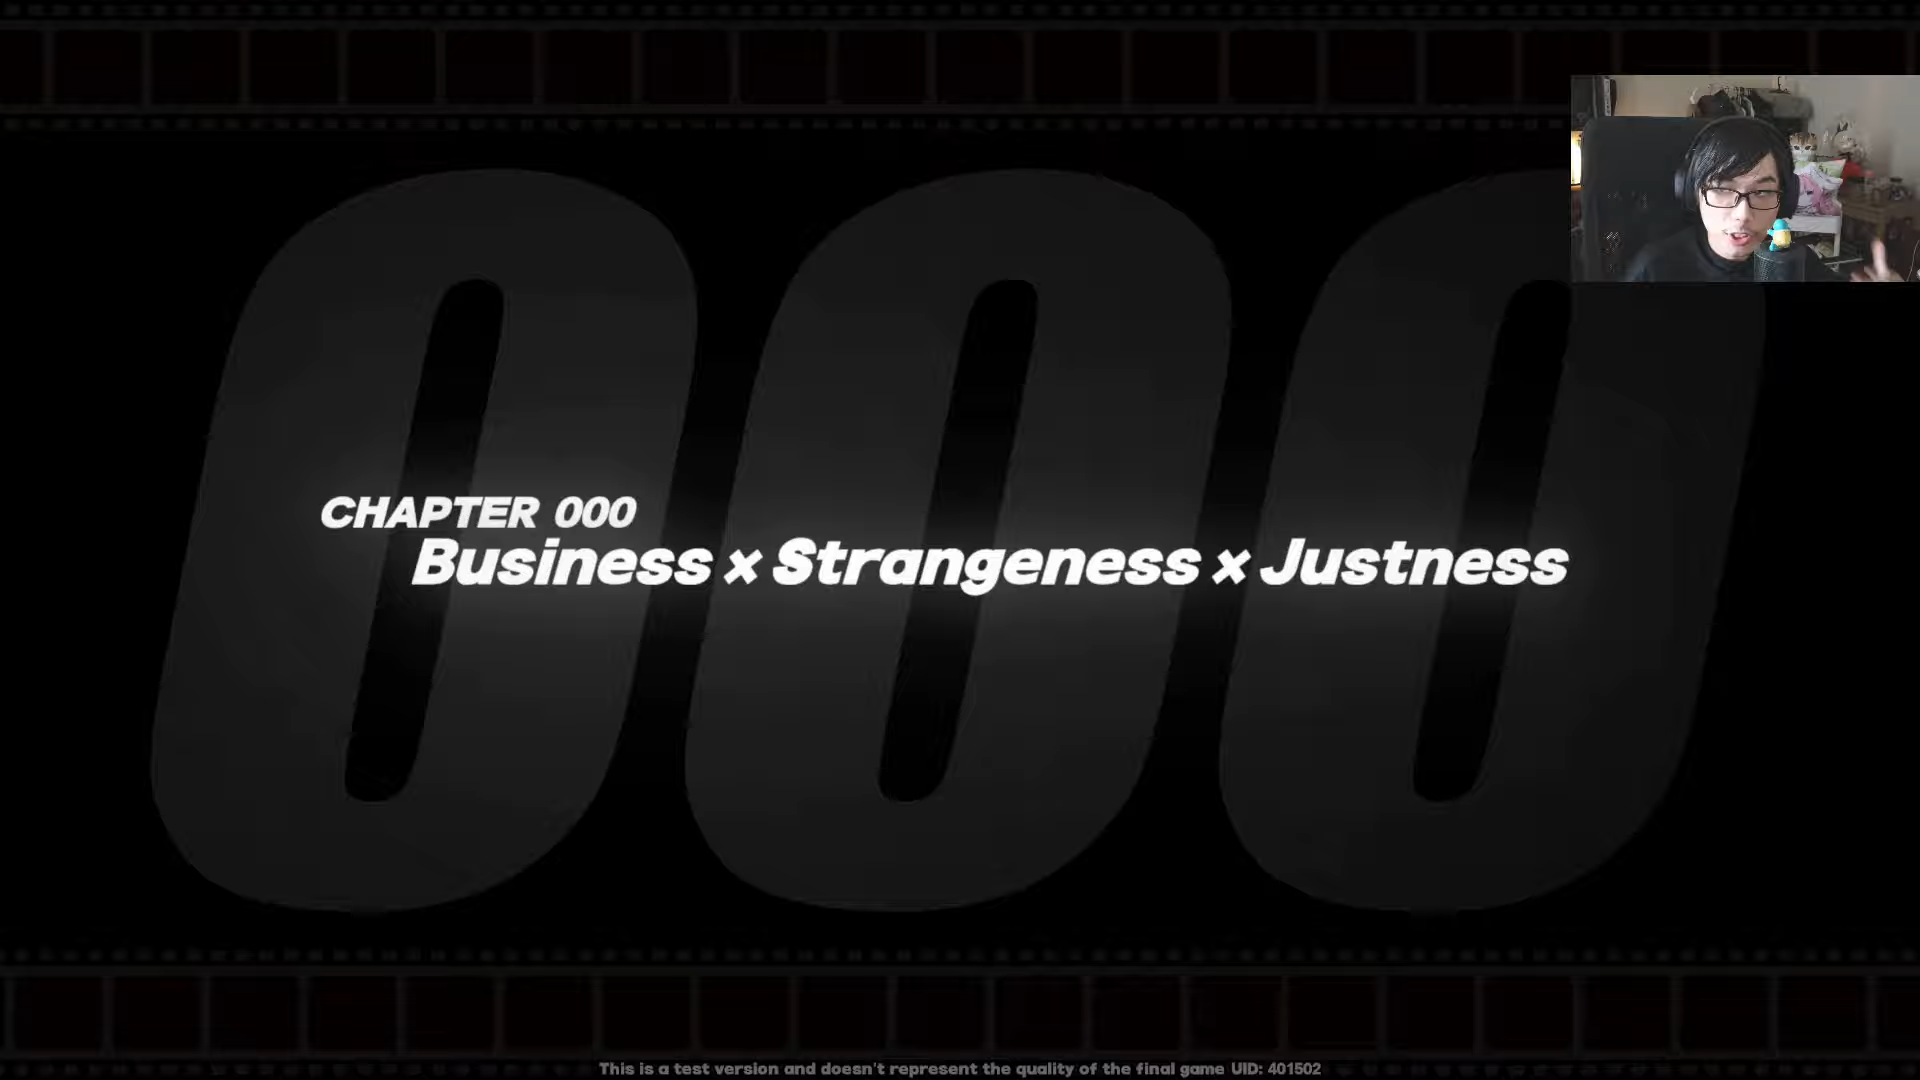 CHAPTER 000
Business × Strangeness × Justness
000
This is a test version and doesn't represent the quality of the final game UID: 401502